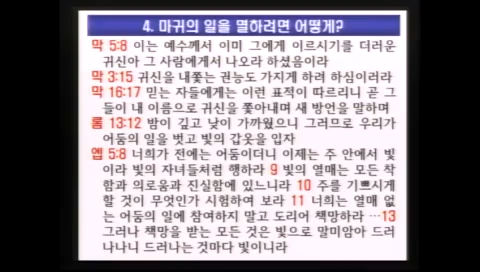 4. 마귀의 일을 멸하려면 어떻게?
막 5:8 이는 예수께서 이미 그에게 이르시기를 더러운
귀신아 그 사람에게서 나오라 하셨음이라
막 3:15 귀신을 내쫓는 권능도 가지게 하려 하심이러라
막 16:17 믿는 자들에게는 이런 표적이 따르리니 곧 그
들이 내 이름으로 귀신을 쫓아내며 새 방언을 말하며
롬 13:12 밤이 깊고 낮이 가까웠으니 그러므로 우리가
어둠의 일을 벗고 빛의 갑옷을 입자
엡 5:8 너희가 전에는 어둠이더니 이제는 주 안에서 빛
이라 빛의 자녀들처럼 행하라 9 빛의 열매는 모든 착
함과 의로움과 진실함에 있느니라 10 주를 기쁘시게
할 것이 무엇인가 시험하여 보라 11 너희는 열매 없
는 어둠의 일에 참여하지 말고 도리어 책망하라 …13
그러나 책망을 받는 모든 것은 빛으로 말미암아 드러
나나니 드러나는 것마다 빛이니라